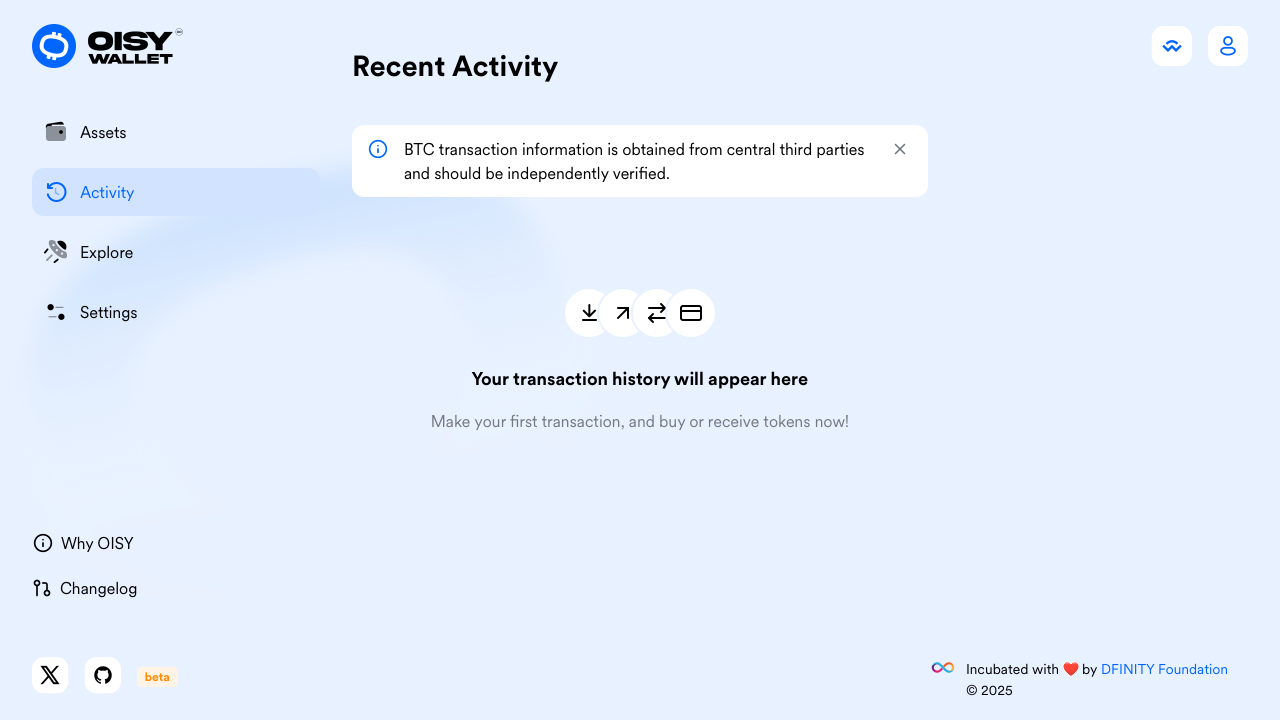 OISY
WALLET
Recent Activity
Assets
Activity
Explore
Settings
BTC transaction information is obtained from central third parties
and should be independently verified.
Your transaction history will appear here
Make your first transaction, and buy or receive tokens now!
Why OISY
Changelog
beta
Incubated with ❤️ by DFINITY Foundation
© 2025